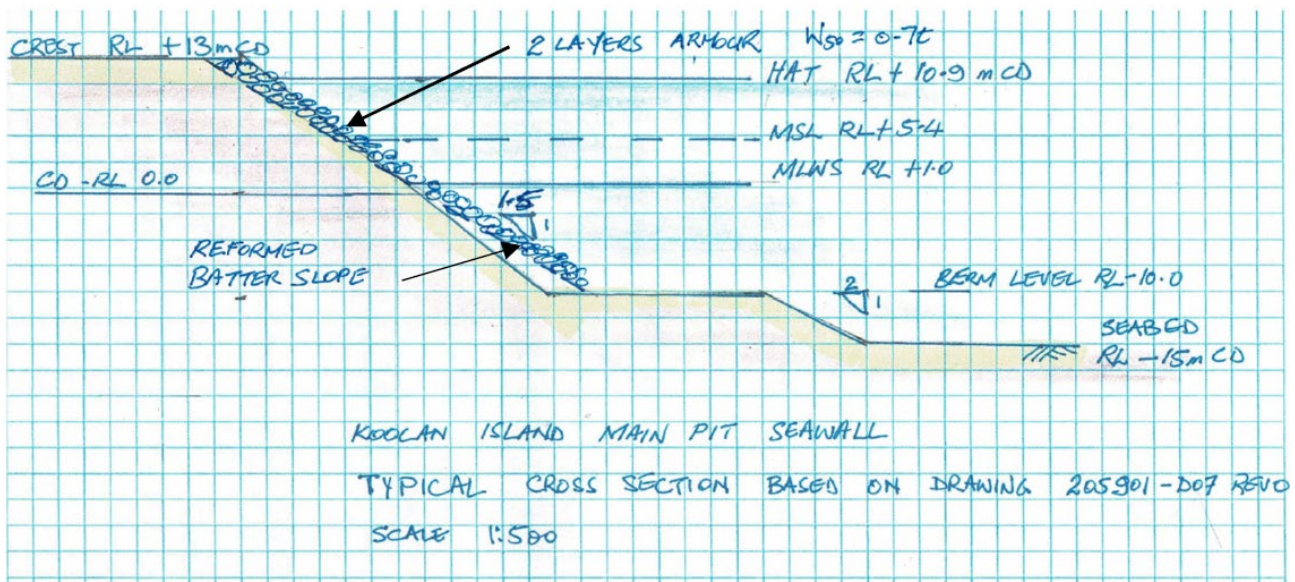 CREST RL +13mCD
2 LAYERS ARMOUR W50 = 0-7t
HAT RL + 10.9 m CD
MSL RL + 5.4
MLWS RL +1.0
CD -RL 0.0
1.5
1
REFORMED
BATTER SLOPE
2
1
BERM LEVEL RL-10.0
SEABED
RL -15m CD
KOOLAN ISLAND MAIN PIT SEAWALL
TYPICAL CROSS SECTION BASED ON DRAWING 205901-D07 REV0
SCALE 1:500